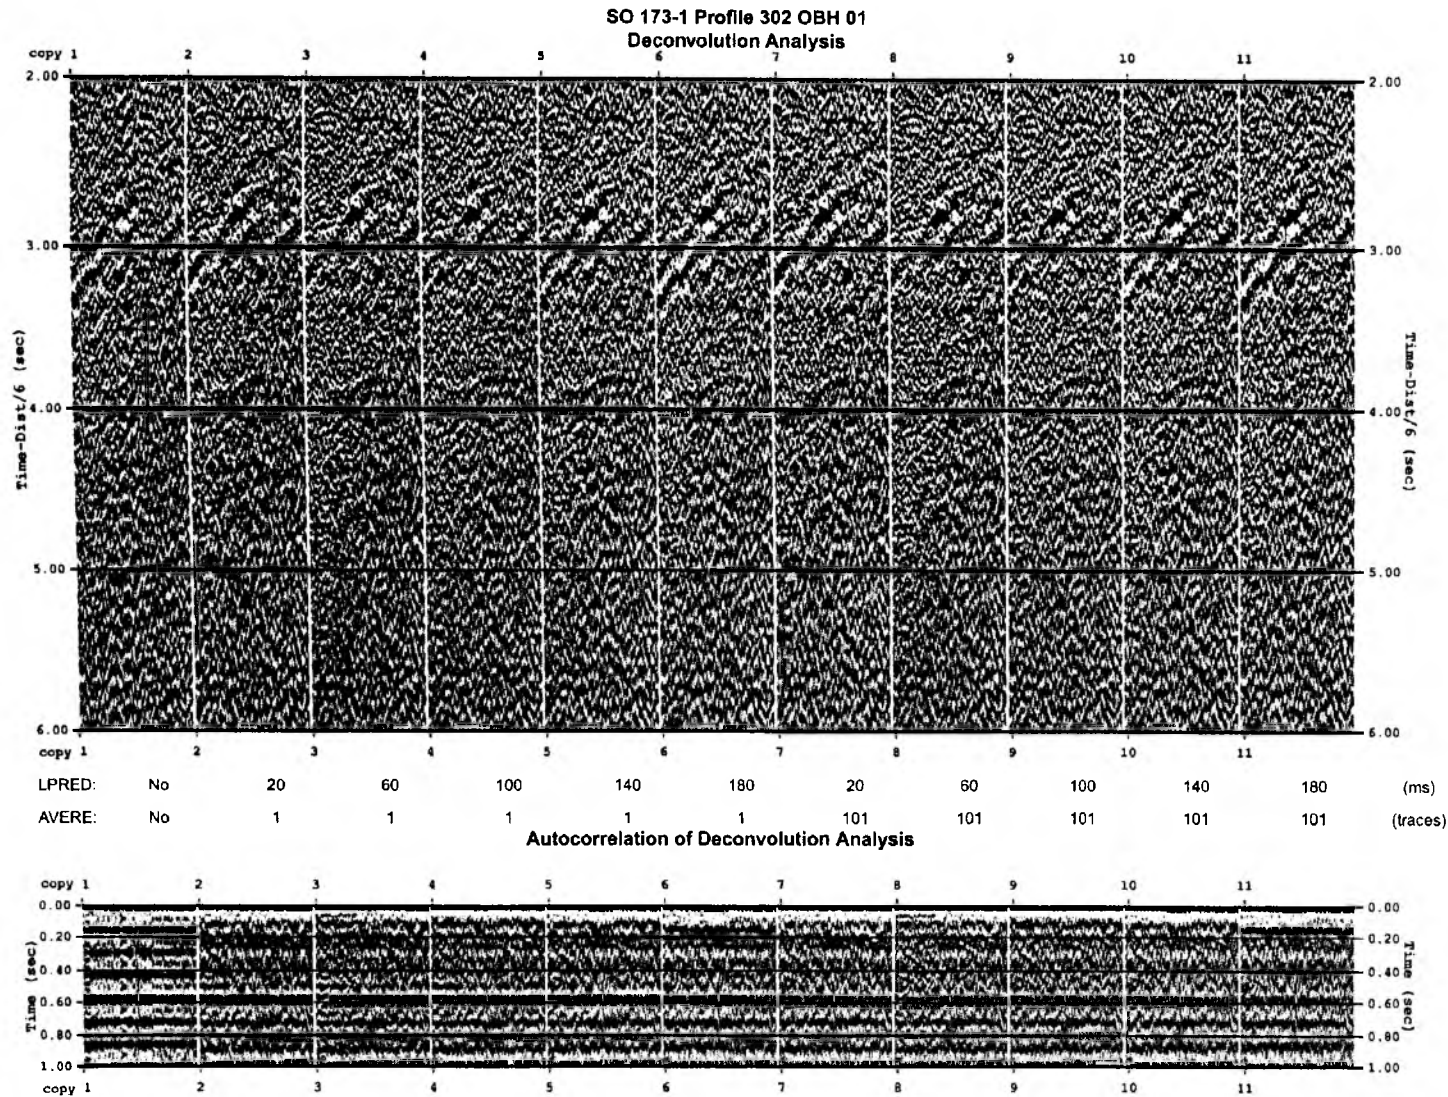 SO 173-1 Profile 302 OBH 01
Deconvolution Analysis
copy 1 2 3 4 5 6 7 8 9 10 11
2.00 2.00
3.00 3.00
Time-Dist/6 (sec) Time-Dist/6 (sec)
4.00 4.00
5.00 5.00
6.00 6.00
copy 1 2 3 4 5 6 7 8 9 10 11
LPRED: No 20 60 100 140 180 20 60 100 140 180 (ms)
AVERE: No 1 1 1 1 1 101 101 101 101 101 (traces)
Autocorrelation of Deconvolution Analysis
copy 1 2 3 4 5 6 7 8 9 10 11
0.00 0.00
0.20 0.20
Time (sec) Time (sec)
0.40 0.40
0.60 0.60
0.80 0.80
1.00 1.00
copy 1 2 3 4 5 6 7 8 9 10 11